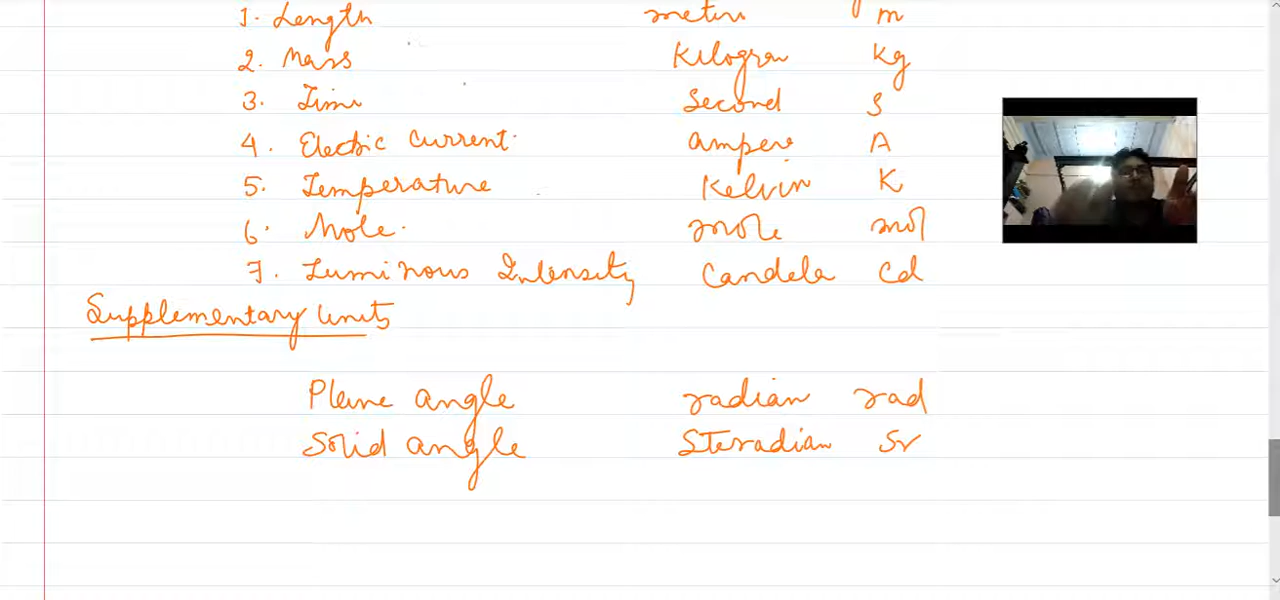 1. Length meters m
2. Mass Kilogram Kg
3. Time Second S
4. Electric Current Ampere A
5. Temperature Kelvin K
6. Mole mole mol
7. Luminous Intensity Candela Cd
Supplementary Units
Plane angle radian rad
Solid angle Steradian Sr